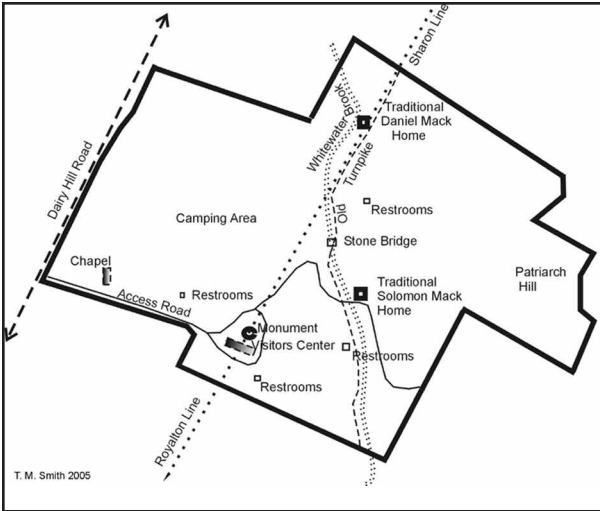 Sharon Line
Whitewater Brook
Traditional
Daniel Mack
Home
Turnpike
Old
Dairy Hill Road
Restrooms
Camping Area
Stone Bridge
Chapel
Patriarch
Hill
Traditional
Solomon Mack
Home
Restrooms
Access Road
Monument
Visitors Center
Restrooms
Restrooms
Royalton Line
T. M. Smith 2005